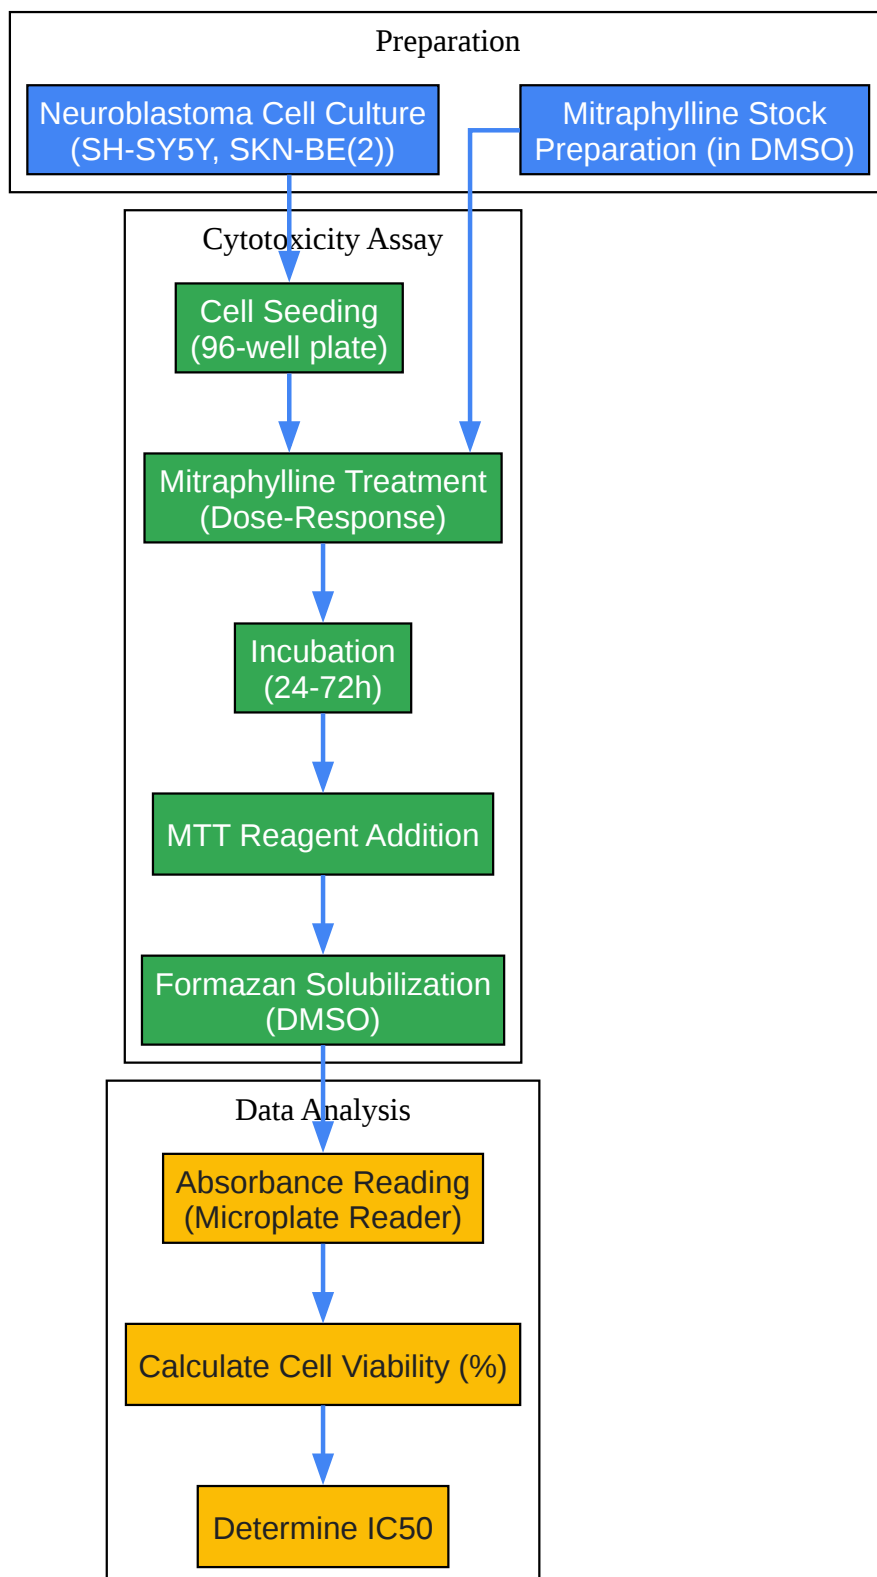 Preparation
Neuroblastoma Cell Culture
(SH-SY5Y, SKN-BE(2))
Mitraphylline Stock
Preparation (in DMSO)
Cytotoxicity Assay
Cell Seeding
(96-well plate)
Mitraphylline Treatment
(Dose-Response)
Incubation
(24-72h)
MTT Reagent Addition
Formazan Solubilization
(DMSO)
Data Analysis
Absorbance Reading
(Microplate Reader)
Calculate Cell Viability (%)
Determine IC50